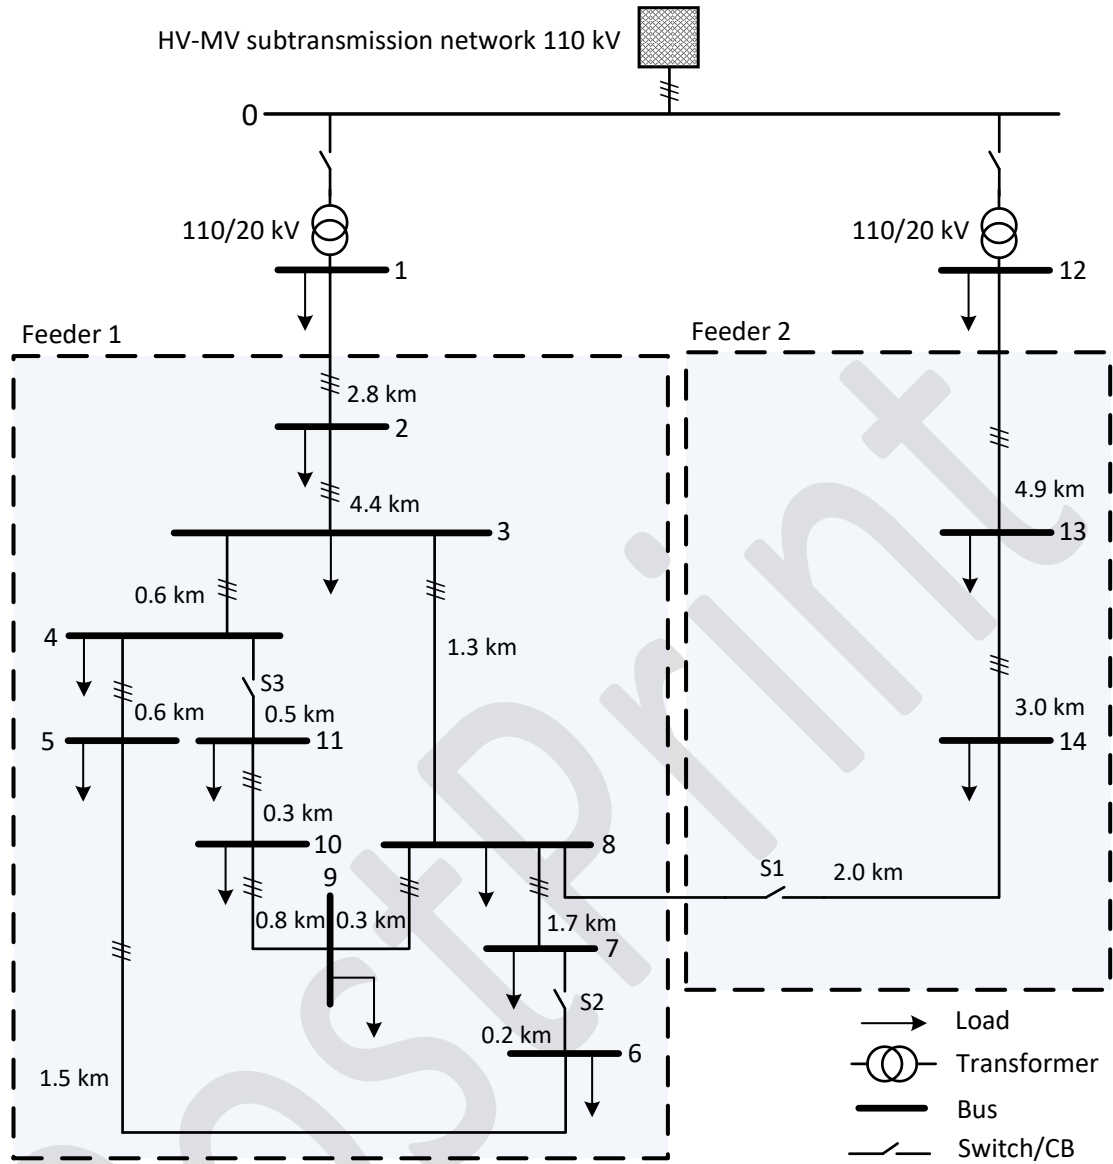 HV-MV subtransmission network 110 kV
0
110/20 kV
110/20 kV
1
12
Feeder 1
Feeder 2
2.8 km
2
4.4 km
4.9 km
3
13
0.6 km
4
1.3 km
S3
0.6 km
0.5 km
3.0 km
5
11
14
0.3 km
10
8
9
S1
2.0 km
0.8 km
0.3 km
1.7 km
7
S2
0.2 km
6
1.5 km
Load
Transformer
Bus
Switch/CB
PostPrint